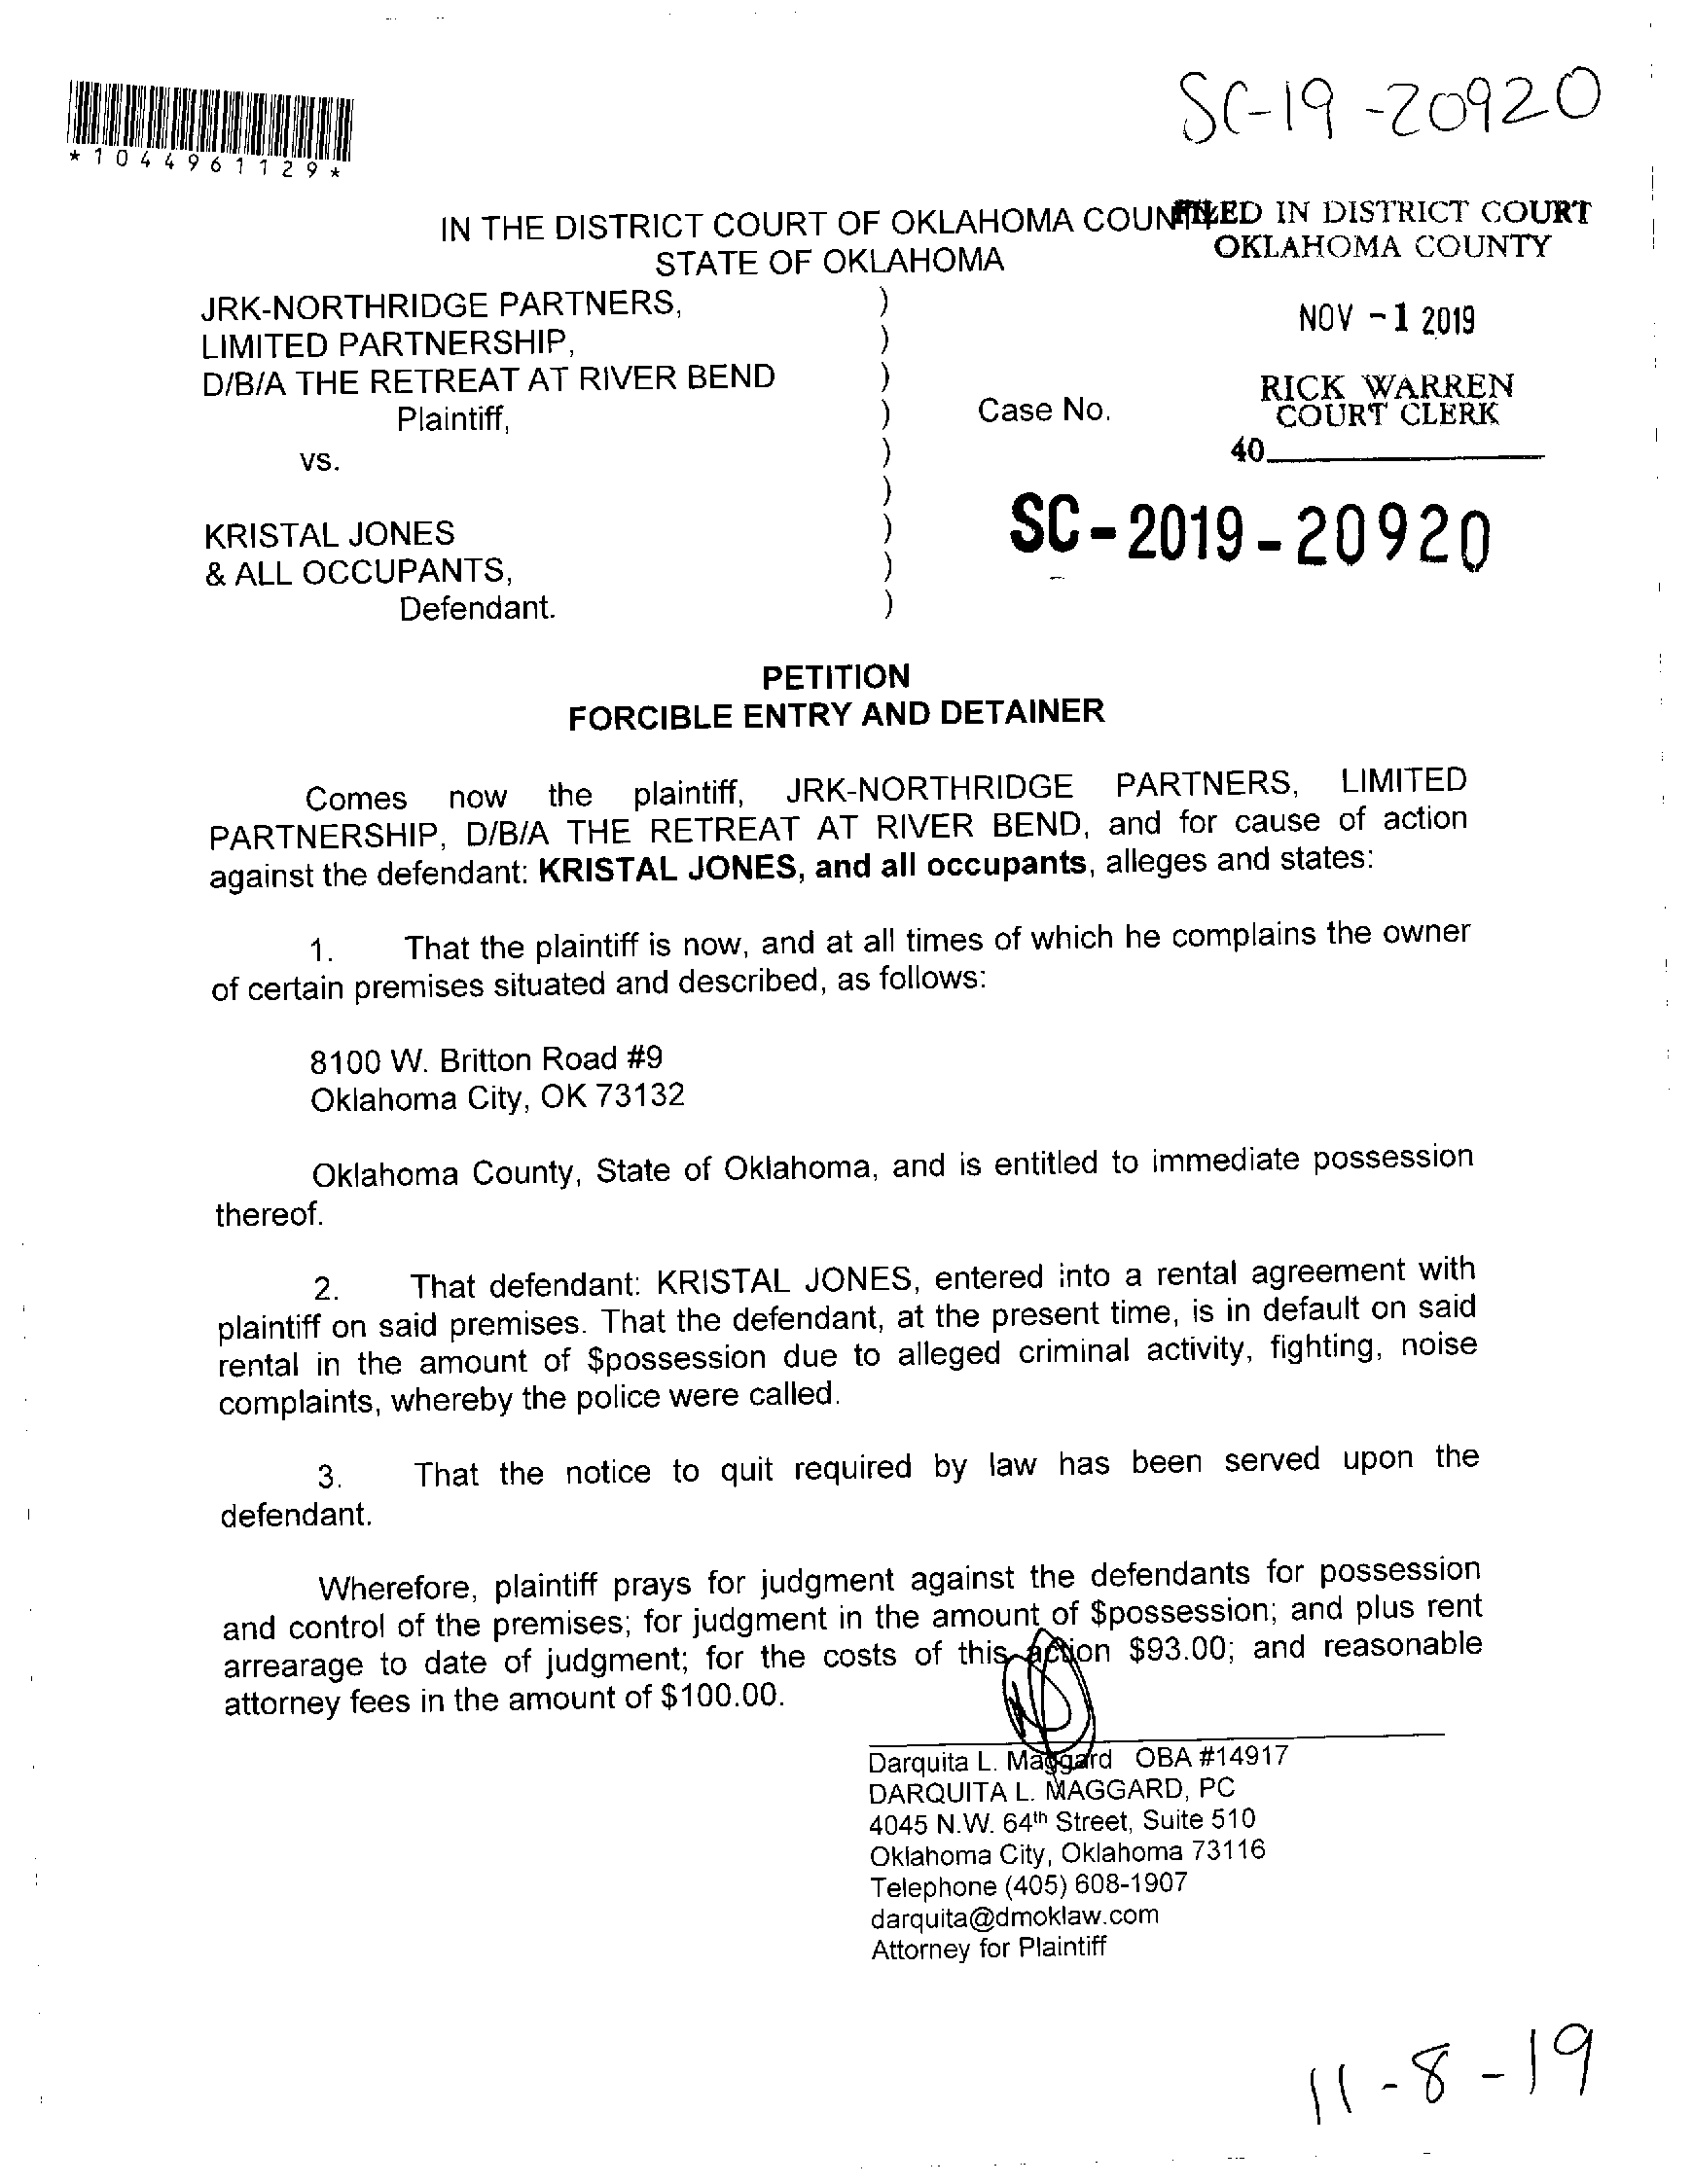 SC-19-20920
*1044961129*
IN THE DISTRICT COURT OF OKLAHOMA COUNTY
STATE OF OKLAHOMA
FILED IN DISTRICT COURT
OKLAHOMA COUNTY
NOV -1 2019
RICK WARREN
COURT CLERK
40
JRK-NORTHRIDGE PARTNERS, )
LIMITED PARTNERSHIP, )
D/B/A THE RETREAT AT RIVER BEND )
Plaintiff, ) Case No.
vs. )
)
KRISTAL JONES ) SC-2019-20920
& ALL OCCUPANTS, )
Defendant. )
PETITION
FORCIBLE ENTRY AND DETAINER
Comes now the plaintiff, JRK-NORTHRIDGE PARTNERS, LIMITED
PARTNERSHIP, D/B/A THE RETREAT AT RIVER BEND, and for cause of action
against the defendant: KRISTAL JONES, and all occupants, alleges and states:
1. That the plaintiff is now, and at all times of which he complains the owner
of certain premises situated and described, as follows:
8100 W. Britton Road #9
Oklahoma City, OK 73132
Oklahoma County, State of Oklahoma, and is entitled to immediate possession
thereof.
2. That defendant: KRISTAL JONES, entered into a rental agreement with
plaintiff on said premises. That the defendant, at the present time, is in default on said
rental in the amount of $possession due to alleged criminal activity, fighting, noise
complaints, whereby the police were called.
3. That the notice to quit required by law has been served upon the
defendant.
Wherefore, plaintiff prays for judgment against the defendants for possession
and control of the premises; for judgment in the amount of $possession; and plus rent
arrearage to date of judgment; for the costs of this action $93.00; and reasonable
attorney fees in the amount of $100.00.
Darquita L. Maggard OBA #14917
DARQUITA L. MAGGARD, PC
4045 N.W. 64th Street, Suite 510
Oklahoma City, Oklahoma 73116
Telephone (405) 608-1907
darquita@dmoklaw.com
Attorney for Plaintiff
11-8-19